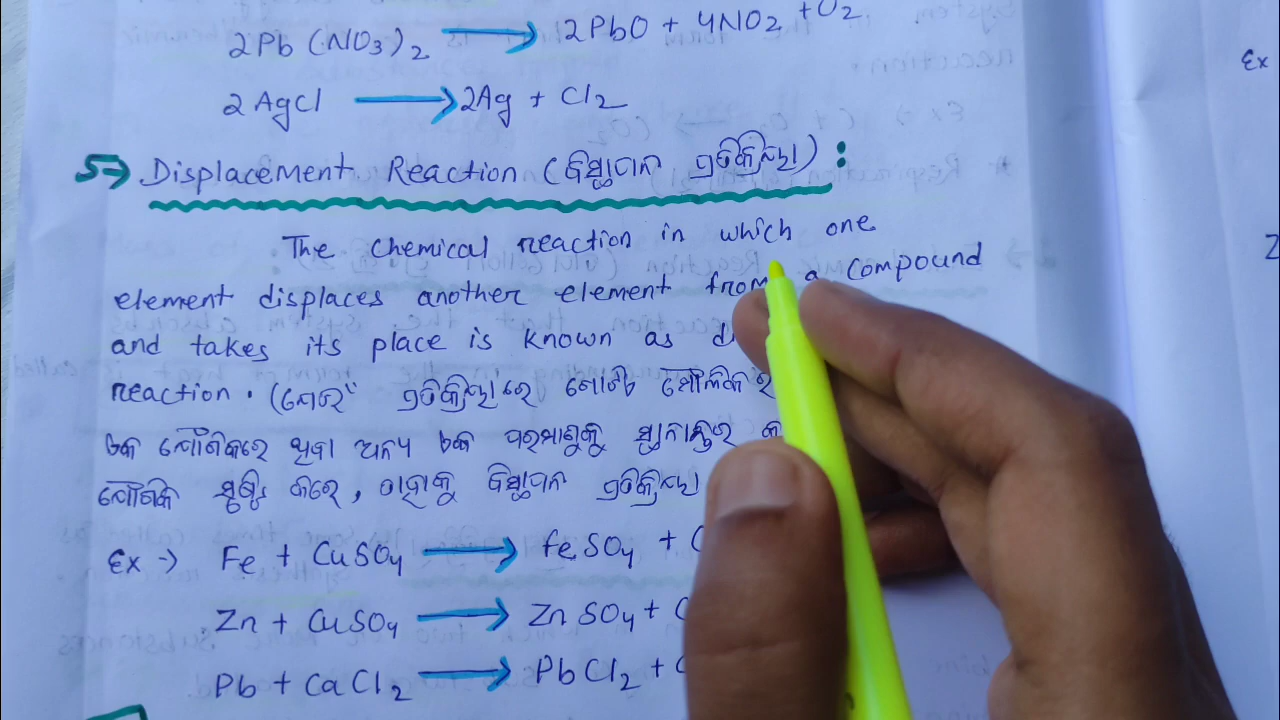 2Pb(NO3)2 → 2PbO + 4NO2 + O2
2AgCl → 2Ag + Cl2
5→ Displacement Reaction (ବିସ୍ଥାପନ ପ୍ରତିକ୍ରିୟା) :
The chemical reaction in which one
element displaces another element from a compound
and takes its place is known as
reaction. (ଯେଉଁ ପ୍ରତିକ୍ରିୟାରେ ଗୋଟିଏ ମୌଳିକର
ଏକ ଯୌଗିକରେ ଥିବା ଅନ୍ୟ ଏକ ପରମାଣୁକୁ ସ୍ଥାନାନ୍ତର
ଯୌଗିକ ସୃଷ୍ଟି କରେ, ତାହାକୁ ବିସ୍ଥାପନ ପ୍ରତିକ୍ରିୟା
Ex → Fe + CuSO4 → FeSO4 + C
Zn + CuSO4 → ZnSO4 + C
Pb + CaCl2 → PbCl2 + C
Ex